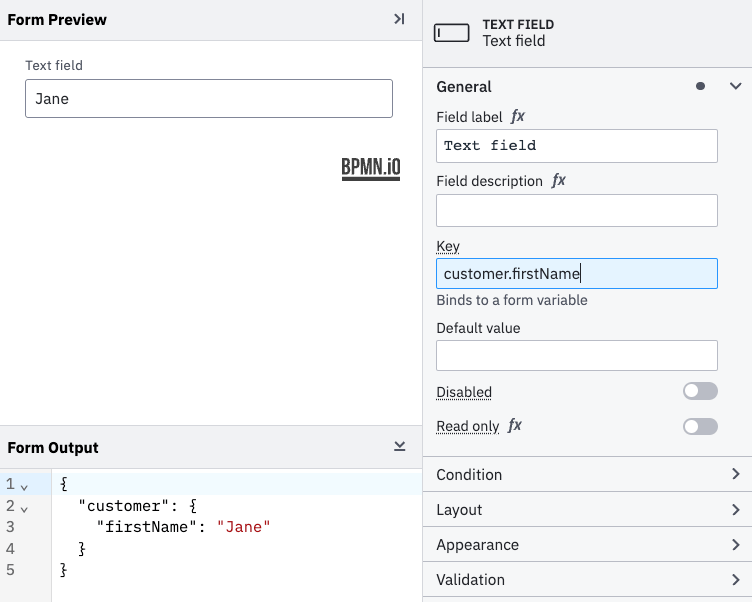 Form Preview
Text field
Jane
BPMN.iO
Form Output
1
{
2
"customer": {
3
"firstName": "Jane"
4
}
5
}
TEXT FIELD
Text field
General
Field label fx
Text field
Field description fx
Key
customer.firstName
Binds to a form variable
Default value
Disabled
Read only fx
Condition
Layout
Appearance
Validation